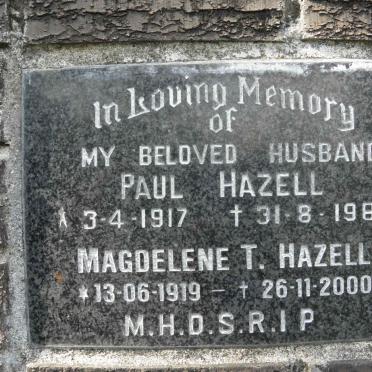 In Loving Memory
of
MY BELOVED HUSBAND
PAUL HAZELL
* 3-4-1917 † 31-8-198
MAGDELENE T. HAZELL
*13-06-1919 - † 26-11-2000
M.H.D.S.R.I P